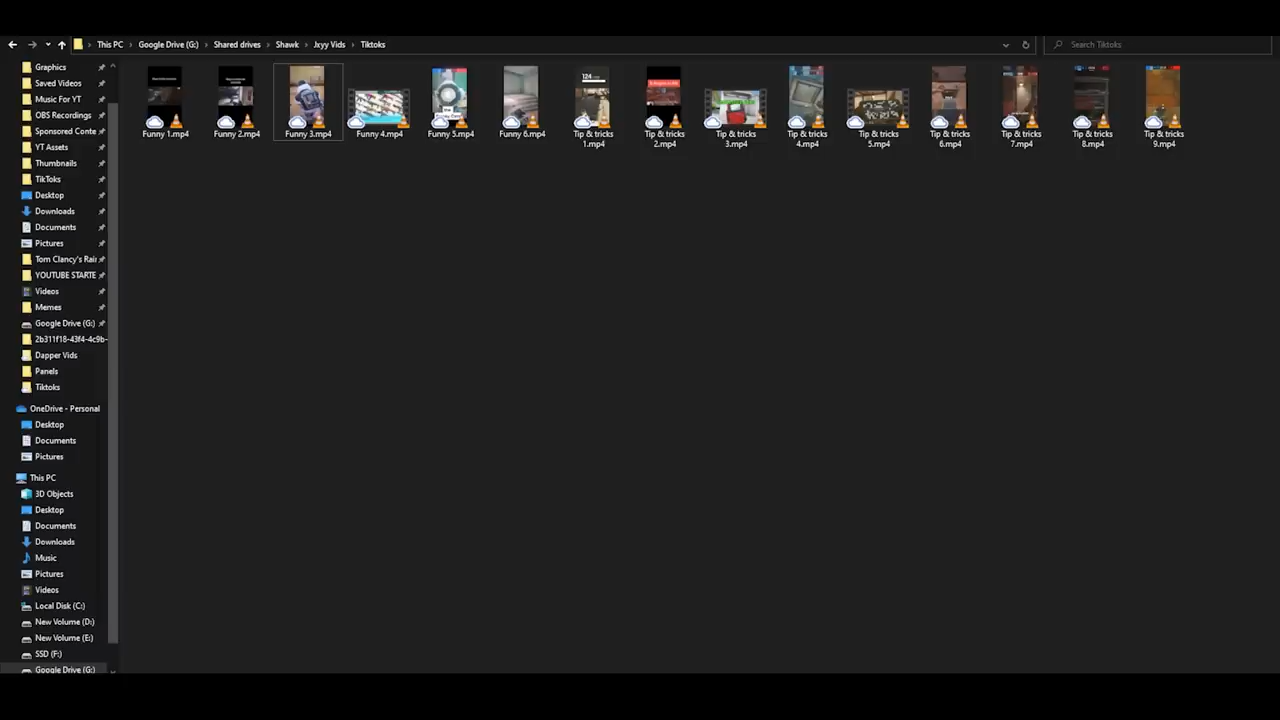 This PC > Google Drive (G:) > Shared drives > Shawk > Jxyy Vids > Tiktoks
Search Tiktoks
Graphics
Saved Videos
Music For YT
OBS Recordings
Sponsored Conte
YT Assets
Thumbnails
TikToks
Desktop
Downloads
Documents
Pictures
Tom Clancy's Rai
YOUTUBE STARTE
Videos
Memes
Google Drive (G:)
2b311f18-43f4-4c9b-
Dapper Vids
Panels
Tiktoks
OneDrive - Personal
Desktop
Documents
Pictures
This PC
3D Objects
Desktop
Documents
Downloads
Music
Pictures
Videos
Local Disk (C:)
New Volume (D:)
New Volume (E:)
SSD (F:)
Google Drive (G:)
124
Funny 1.mp4
Funny 2.mp4
Funny 3.mp4
Funny 4.mp4
Funny 5.mp4
Funny 6.mp4
Tip & tricks
1.mp4
Tip & tricks
2.mp4
Tip & tricks
3.mp4
Tip & tricks
4.mp4
Tip & tricks
5.mp4
Tip & tricks
6.mp4
Tip & tricks
7.mp4
Tip & tricks
8.mp4
Tip & tricks
9.mp4